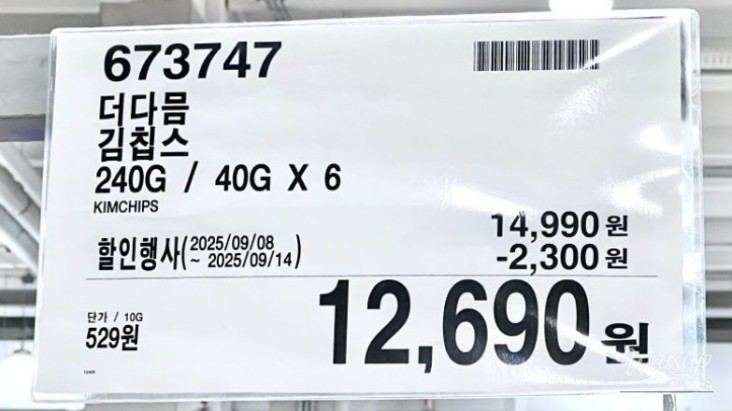 673747
더다믐
김칩스
240G / 40G X 6
KIMCHIPS
14,990 원
할인행사(2025/09/08 ~ 2025/09/14)
-2,300 원
단가 / 10G
529원
12,690 원